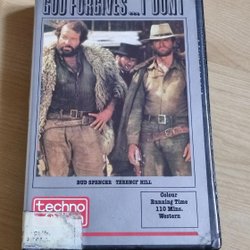 GOD FORGIVES... I DON'T
BUD SPENCER TERENCE HILL
Colour
Running Time
110 Mins.
Western
techno